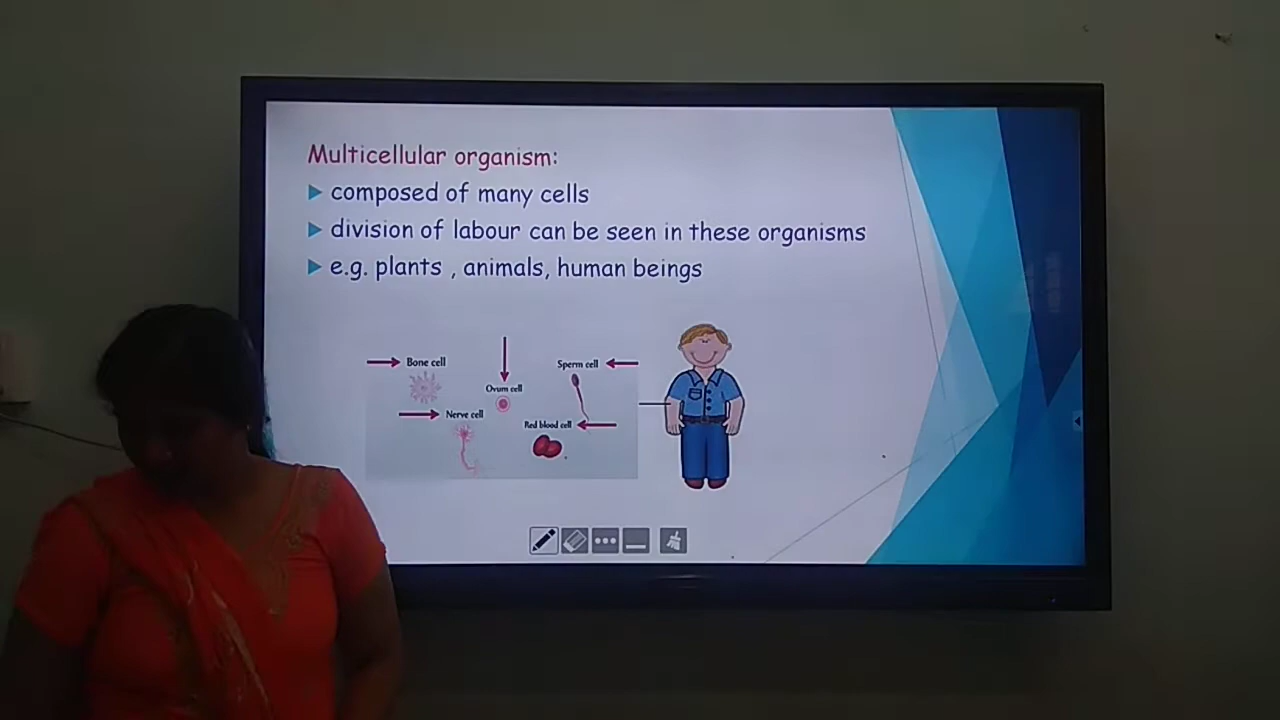 Multicellular organism:
composed of many cells
division of labour can be seen in these organisms
e.g. plants , animals, human beings
Bone cell
Ovum cell
Sperm cell
Nerve cell
Red blood cell